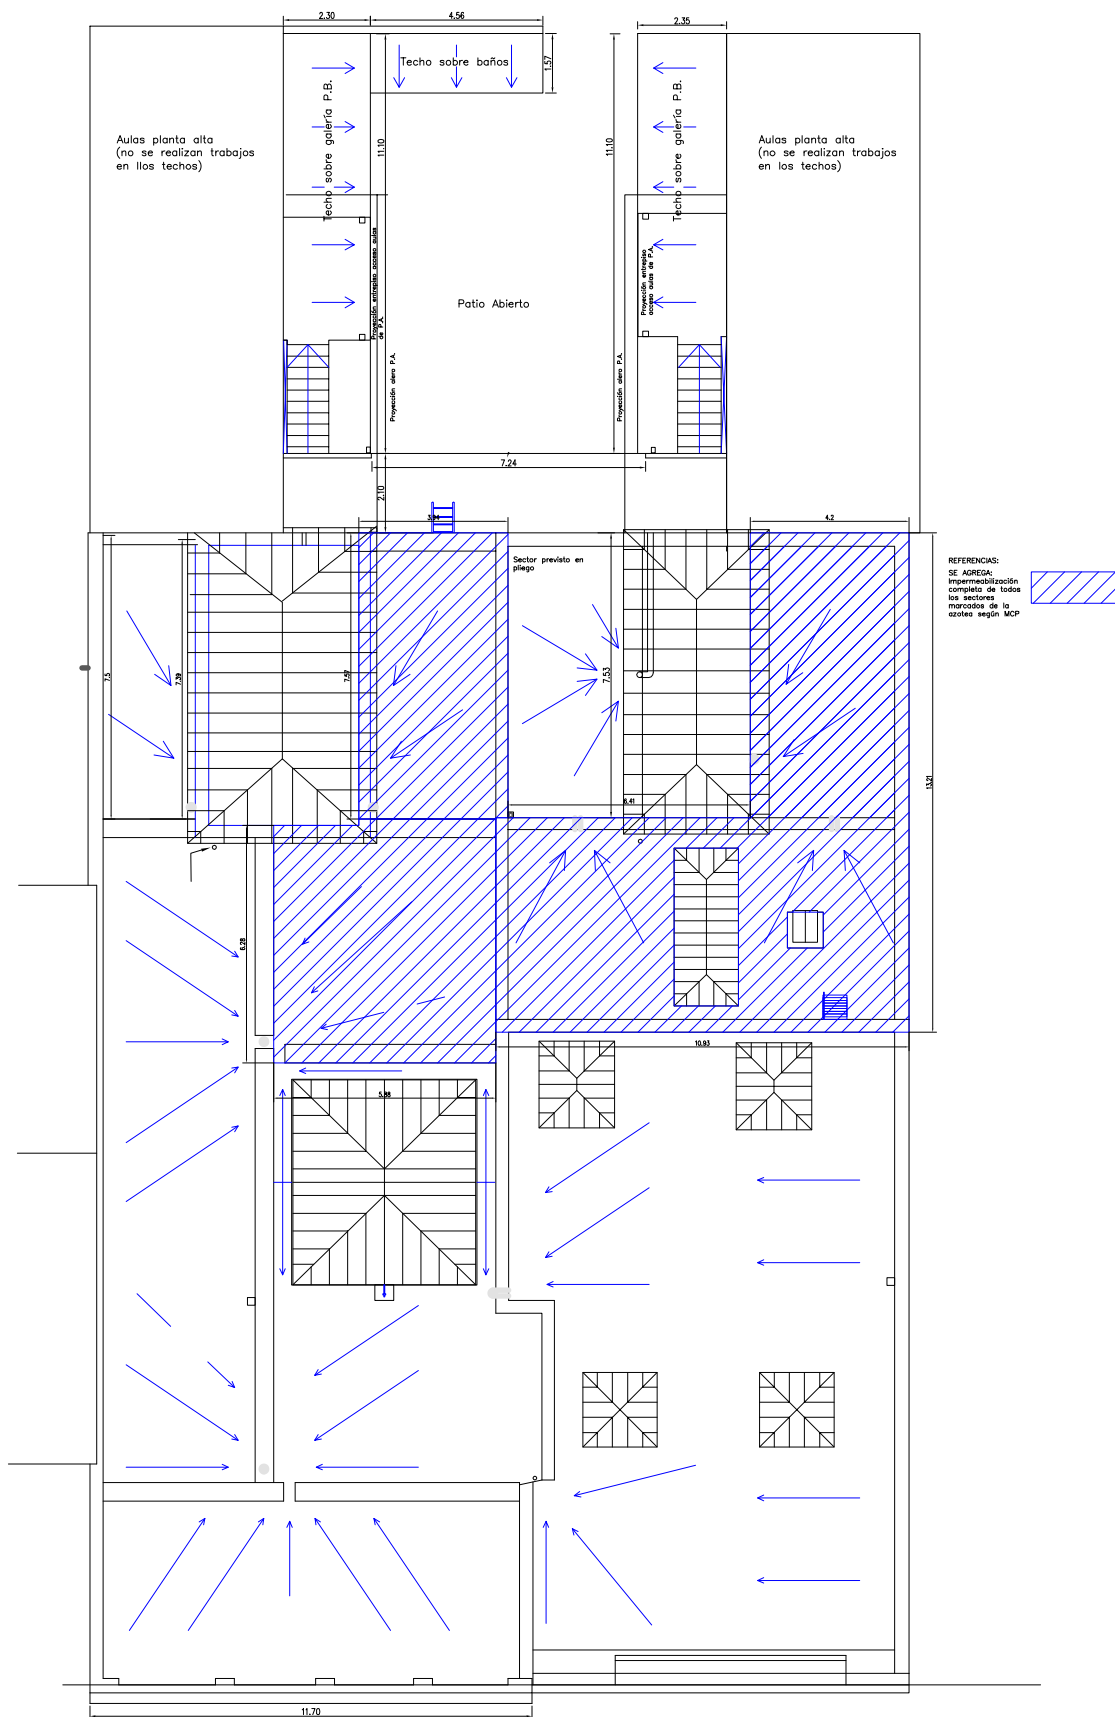 2.30
4.56
2.35
Techo sobre baños
1.57
Techo sobre galería P.B.
11.10
11.10
Techo sobre galería P.B.
Aulas planta alta
(no se realizan trabajos
en llos techos)
Aulas planta alta
(no se realizan trabajos
en los techos)
Proyección entrepiso acceso aulas
de P.A.
Proyección entrepiso
acceso aulas de P.A.
Patio Abierto
Proyección alero P.A.
Proyección alero P.A.
7.24
2.10
3.94
4.2
Sector previsto en
pliego
REFERENCIAS:
SE AGREGA:
Impermeabilización
completa de todos
los sectores
marcados de la
azotea según MCP
7.5
7.39
7.57
7.53
13.21
6.41
6.28
10.93
5.88
11.70